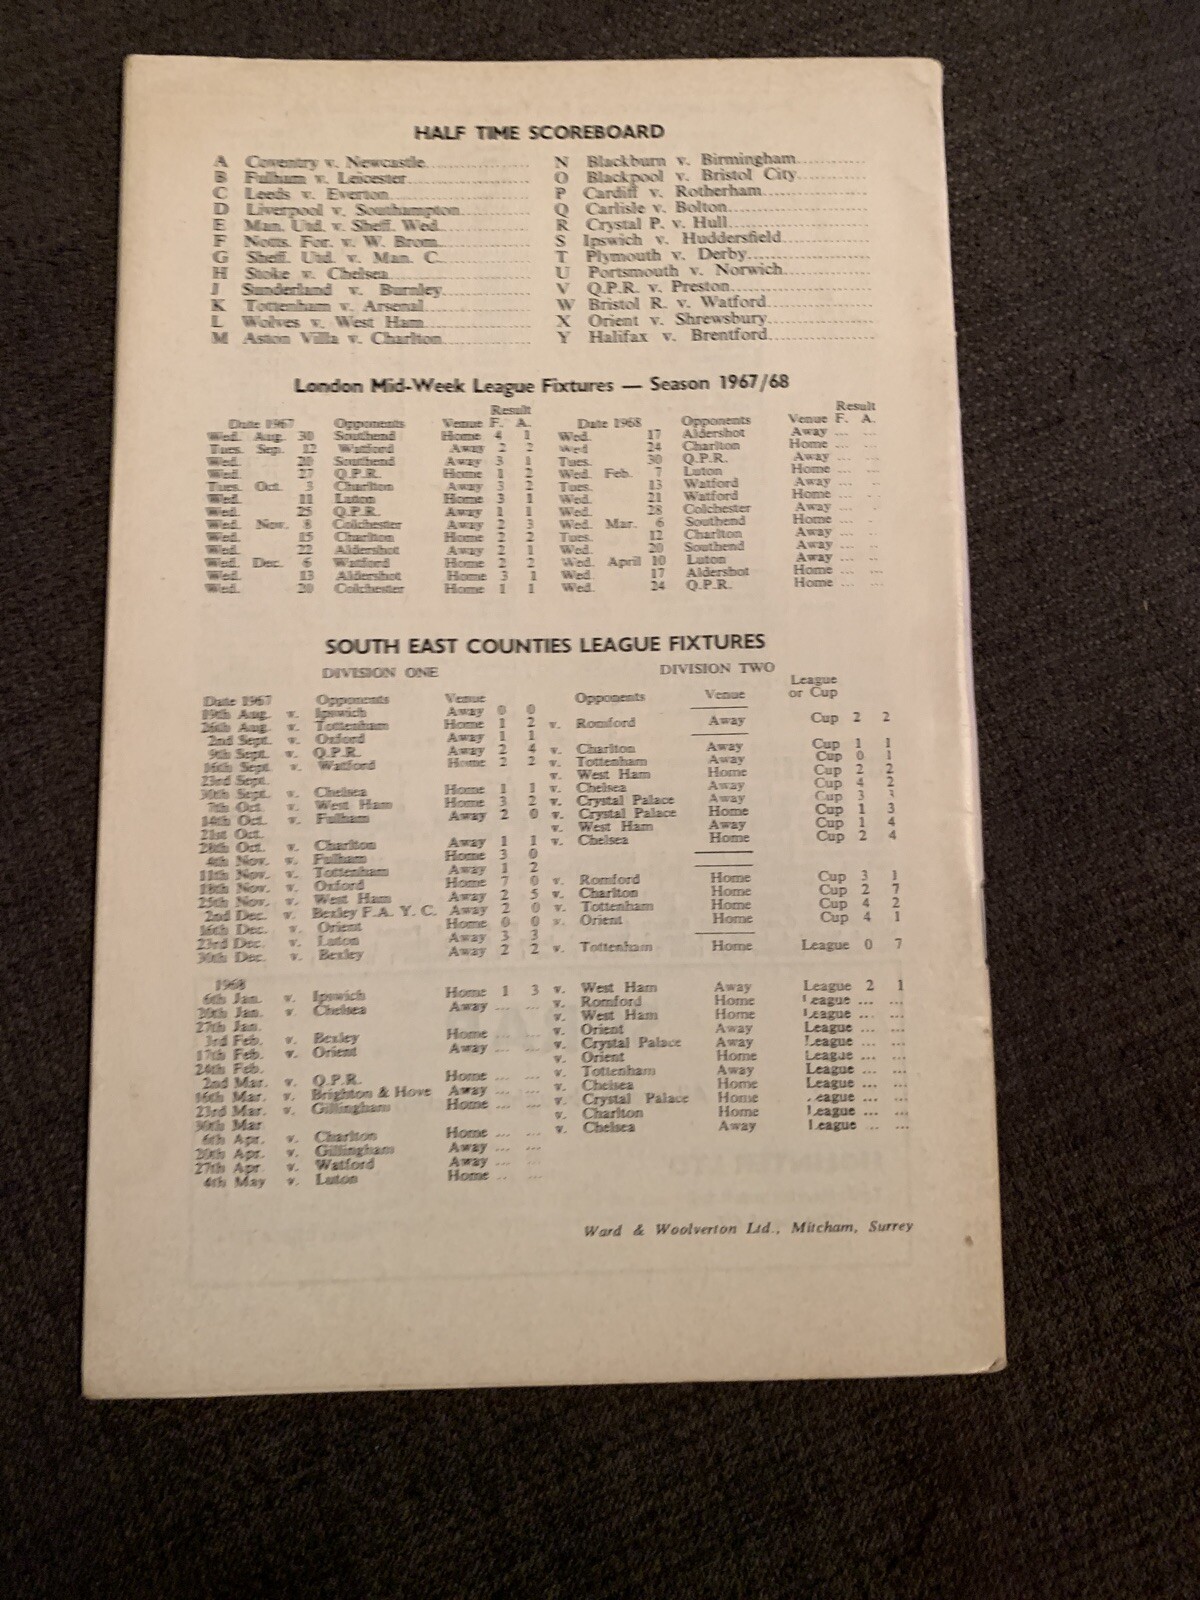 HALF TIME SCOREBOARD
A Coventry v. Newcastle
B Fulham v. Leicester
C Leeds v. Everton
D Liverpool v. Southampton
E Man. Utd. v. Sheff. Wed.
F Notts. For. v. W. Brom.
G Sheff. Utd. v. Man. C.
H Stoke v. Chelsea
J Sunderland v. Burnley
K Tottenham v. Arsenal
L Wolves v. West Ham
M Aston Villa v. Charlton
N Blackburn v. Birmingham
O Blackpool v. Bristol City
P Cardiff v. Rotherham
Q Carlisle v. Bolton
R Crystal P. v. Hull
S Ipswich v. Huddersfield
T Plymouth v. Derby
U Portsmouth v. Norwich
V Q.P.R. v. Preston
W Bristol R. v. Watford
X Orient v. Shrewsbury
Y Halifax v. Brentford
London Mid-Week League Fixtures — Season 1967/68
Result
Date 1967 Opponents Venue F. A.
Wed. Aug. 30 Southend Home 4 1
Tues. Sep. 12 Watford Away 2 2
Wed. 20 Southend Away 3 1
Wed. 27 Q.P.R. Home 1 2
Tues. Oct. 3 Charlton Away 3 2
Wed. 11 Luton Home 3 1
Wed. 25 Q.P.R. Away 1 1
Wed. Nov. 8 Colchester Away 2 3
Wed. 15 Charlton Home 2 2
Wed. 22 Aldershot Away 2 1
Wed. Dec. 6 Watford Home 2 2
Wed. 13 Aldershot Home 3 1
Wed. 20 Colchester Home 1 1
Result
Date 1968 Opponents Venue F. A.
Wed. 17 Aldershot Away ... ...
Wed 24 Charlton Home ... ...
Tues. 30 Q.P.R. Away ... ...
Wed. Feb. 7 Luton Home ... ...
Tues. 13 Watford Away ... ...
Wed. 21 Watford Home ... ...
Wed. 28 Colchester Away ... ...
Wed. Mar. 6 Southend Home ... ...
Tues. 12 Charlton Away ... ...
Wed. 20 Southend Away ... ...
Wed. April 10 Luton Away ... ...
Wed. 17 Aldershot Home ... ...
Wed. 24 Q.P.R. Home ... ...
SOUTH EAST COUNTIES LEAGUE FIXTURES
DIVISION ONE
Date 1967 Opponents Venue
19th Aug. v. Ipswich Away 0 0
26th Aug. v. Tottenham Home 1 2
2nd Sept. v. Oxford Away 1 1
9th Sept. v. Q.P.R. Away 2 4
16th Sept. v. Watford Home 2 2
23rd Sept.
30th Sept. v. Chelsea Home 1 1
7th Oct. v. West Ham Home 3 2
14th Oct. v. Fulham Away 2 0
21st Oct.
28th Oct. v. Charlton Away 1 1
4th Nov. v. Fulham Home 3 0
11th Nov. v. Tottenham Away 1 2
18th Nov. v. Oxford Home 7 0
25th Nov. v. West Ham Away 2 5
2nd Dec. v. Bexley F.A. Y.C. Away 2 0
16th Dec. v. Orient Home 0 0
23rd Dec. v. Luton Away 3 3
30th Dec. v. Bexley Away 2 2
1968
6th Jan. v. Ipswich Home 1 3
20th Jan. v. Chelsea Away ... ...
27th Jan.
3rd Feb. v. Bexley Home ... ...
17th Feb. v. Orient Away ... ...
24th Feb.
2nd Mar. v. Q.P.R. Home ... ...
16th Mar. v. Brighton & Hove Away ... ...
23rd Mar. v. Gillingham Home ... ...
30th Mar
6th Apr. v. Charlton Home ... ...
20th Apr. v. Gillingham Away ... ...
27th Apr. v. Watford Away ... ...
4th May v. Luton Home ... ...
DIVISION TWO
League
Opponents Venue or Cup
v. Romford Away Cup 2 2
v. Charlton Away Cup 1 1
v. Tottenham Away Cup 0 1
v. West Ham Home Cup 2 2
v. Chelsea Away Cup 4 2
v. Crystal Palace Away Cup 3 3
v. Crystal Palace Home Cup 1 3
v. West Ham Away Cup 1 4
v. Chelsea Home Cup 2 4
v. Romford Home Cup 3 1
v. Charlton Home Cup 2 7
v. Tottenham Home Cup 4 2
v. Orient Home Cup 4 1
v. Tottenham Home League 0 7
v. West Ham Away League 2 1
v. Romford Home League ... ...
v. West Ham Home League ... ...
v. Orient Away League ... ...
v. Crystal Palace Away League ... ...
v. Orient Home League ... ...
v. Tottenham Away League ... ...
v. Chelsea Home League ... ...
v. Crystal Palace Home League ... ...
v. Charlton Home League ... ...
v. Chelsea Away League ... ...
Ward & Woolverton Ltd., Mitcham, Surrey